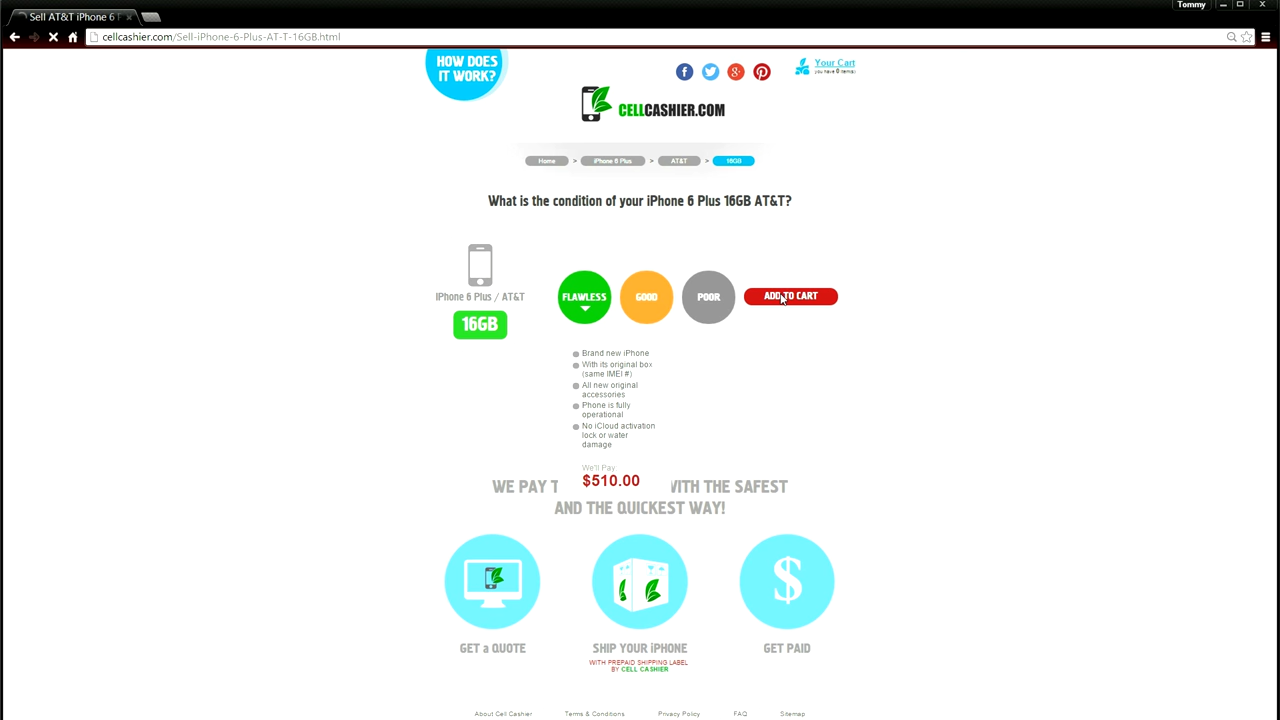 Tommy
Sell AT&T iPhone 6 P
cellcashier.com/Sell-iPhone-6-Plus-AT-T-16GB.html
HOW DOES
IT WORK?
Your Cart
you have 0 item(s)
CELLCASHIER.COM
Home > iPhone 6 Plus > AT&T > 16GB
What is the condition of your iPhone 6 Plus 16GB AT&T?
iPhone 6 Plus / AT&T
16GB
FLAWLESS
GOOD
POOR
ADD TO CART
Brand new iPhone
With its original box
(same IMEI #)
All new original
accessories
Phone is fully
operational
No iCloud activation
lock or water
damage
We'll Pay:
$510.00
WE PAY T WITH THE SAFEST
AND THE QUICKEST WAY!
GET a QUOTE
SHIP YOUR iPHONE
WITH PREPAID SHIPPING LABEL
BY CELL CASHIER
GET PAID
About Cell Cashier Terms & Conditions Privacy Policy FAQ Sitemap